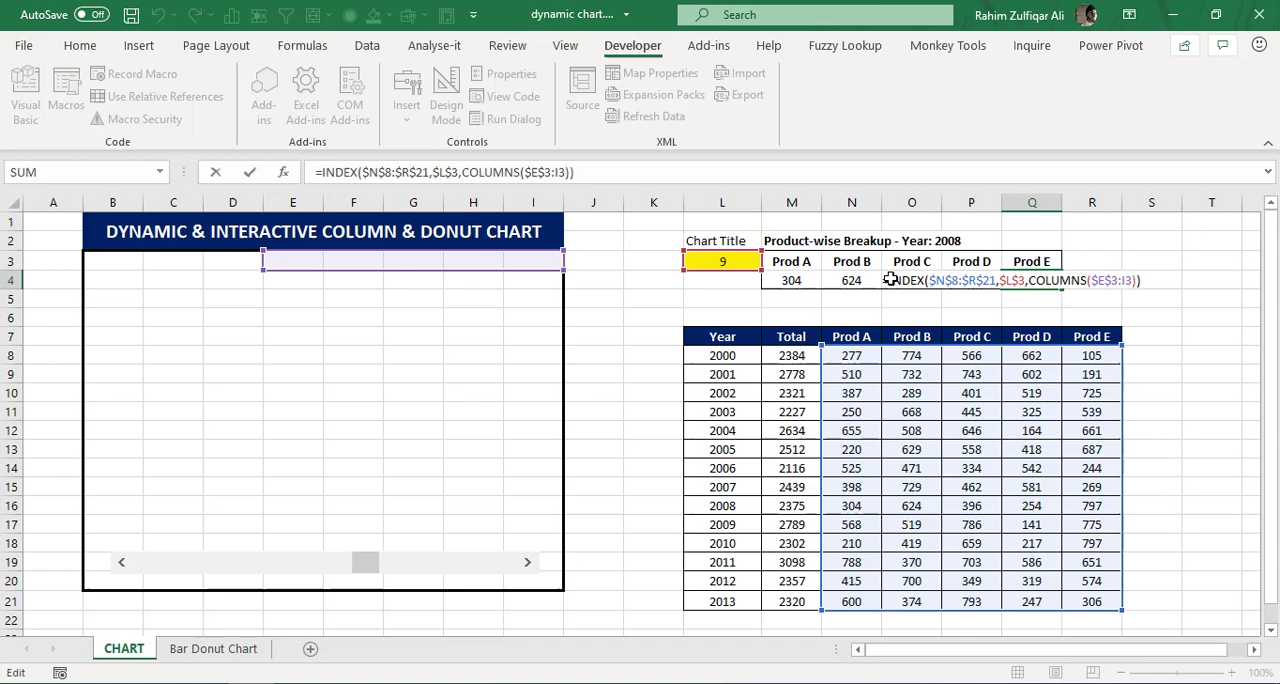 AutoSave Off dynamic chart.... Search Rahim Zulfiqar Ali
File Home Insert Page Layout Formulas Data Analyse-it Review View Developer Add-ins Help Fuzzy Lookup Monkey Tools Inquire Power Pivot
Visual Basic
Macros
Record Macro
Use Relative References
Macro Security
Code
Add-ins
Excel Add-ins
COM Add-ins
Add-ins
Insert
Design Mode
Properties
View Code
Run Dialog
Controls
Source
Map Properties
Expansion Packs
Refresh Data
Import
Export
XML
SUM fx =INDEX($N$8:$R$21,$L$3,COLUMNS($E$3:I3))
A B C D E F G H I J K L M N O P Q R S T
1
DYNAMIC & INTERACTIVE COLUMN & DONUT CHART
2 Chart Title Product-wise Breakup - Year: 2008
3 9 Prod A Prod B Prod C Prod D Prod E
4 304 624 INDEX($N$8:$R$21,$L$3,COLUMNS($E$3:I3))
5
6
7 Year Total Prod A Prod B Prod C Prod D Prod E
8 2000 2384 277 774 566 662 105
9 2001 2778 510 732 743 602 191
10 2002 2321 387 289 401 519 725
11 2003 2227 250 668 445 325 539
12 2004 2634 655 508 646 164 661
13 2005 2512 220 629 558 418 687
14 2006 2116 525 471 334 542 244
15 2007 2439 398 729 462 581 269
16 2008 2375 304 624 396 254 797
17 2009 2789 568 519 786 141 775
18 2010 2302 210 419 659 217 797
19 2011 3098 788 370 703 586 651
20 2012 2357 415 700 349 319 574
21 2013 2320 600 374 793 247 306
22
CHART Bar Donut Chart
Edit 100%